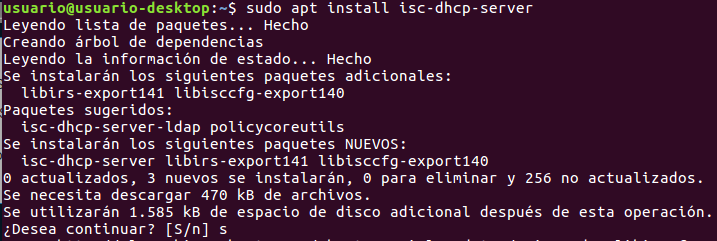 usuario@usuario-desktop:~$ sudo apt install isc-dhcp-server
Leyendo lista de paquetes... Hecho
Creando árbol de dependencias
Leyendo la información de estado... Hecho
Se instalarán los siguientes paquetes adicionales:
  libirs-export141 libisccfg-export140
Paquetes sugeridos:
  isc-dhcp-server-ldap policycoreutils
Se instalarán los siguientes paquetes NUEVOS:
  isc-dhcp-server libirs-export141 libisccfg-export140
0 actualizados, 3 nuevos se instalarán, 0 para eliminar y 256 no actualizados.
Se necesita descargar 470 kB de archivos.
Se utilizarán 1.585 kB de espacio de disco adicional después de esta operación.
¿Desea continuar? [S/n] s